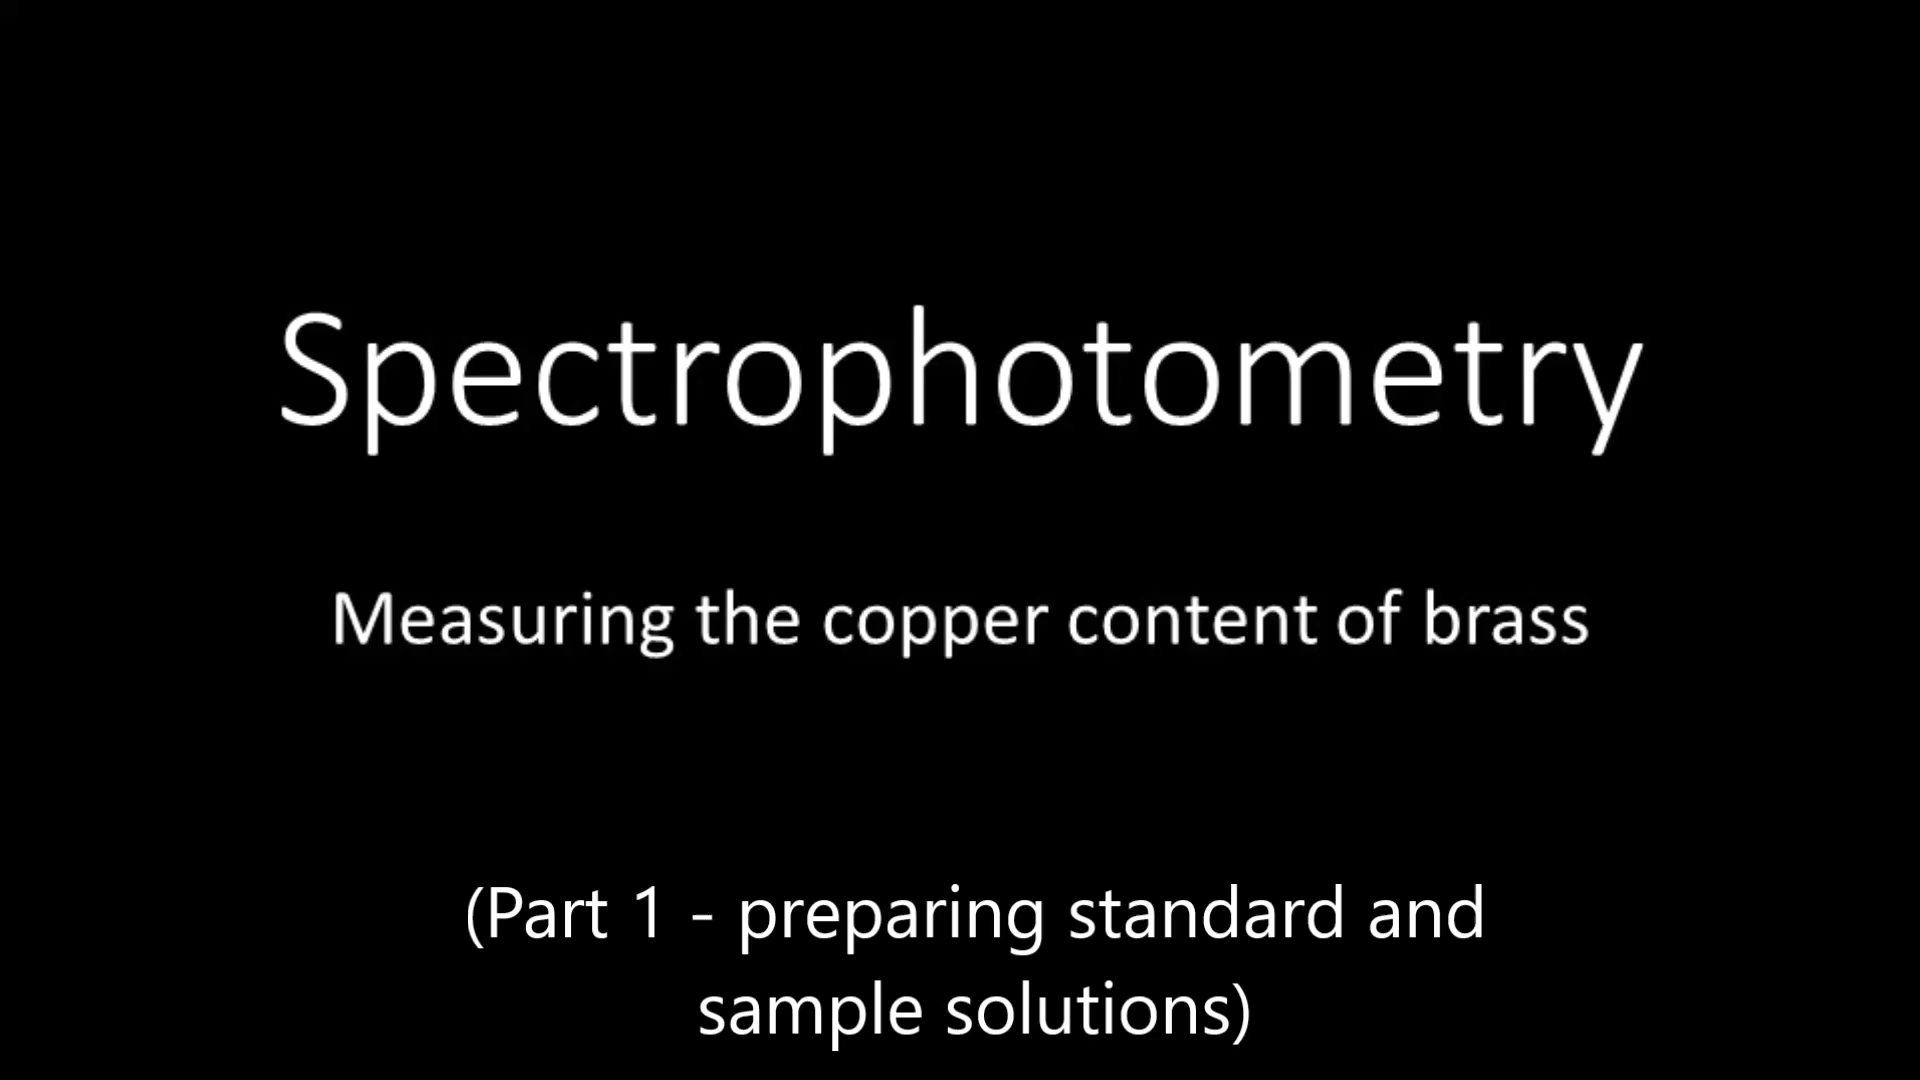 Spectrophotometry
Measuring the copper content of brass
(Part 1 - preparing standard and
sample solutions)